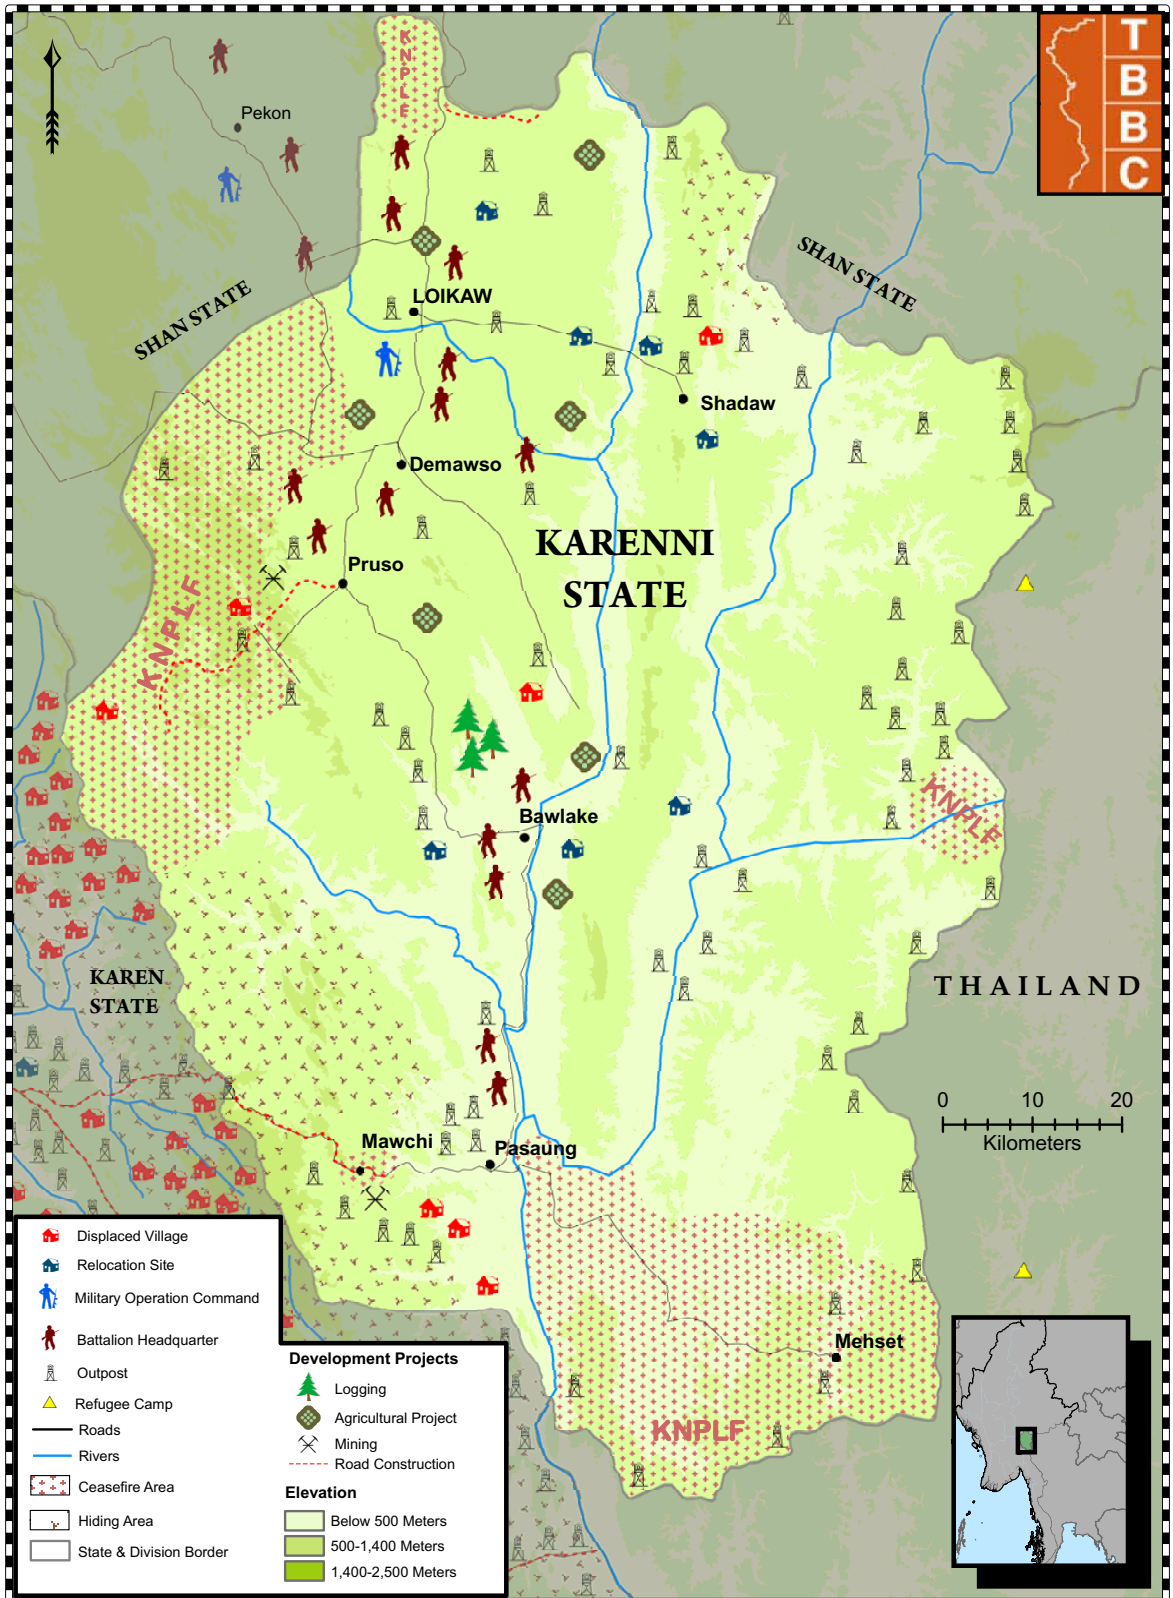 KNPLF
T
B
B
C
Pekon
SHAN STATE
SHAN STATE
LOIKAW
Shadaw
Demawso
KARENNI
STATE
Pruso
KNPLF
KNPLF
Bawlake
KAREN
STATE
THAILAND
0 10 20
Kilometers
Mawchi
Pasaung
Mehset
KNPLF
Displaced Village
Relocation Site
Military Operation Command
Battalion Headquarter
Outpost
Refugee Camp
Roads
Rivers
Ceasefire Area
Hiding Area
State & Division Border
Development Projects
Logging
Agricultural Project
Mining
Road Construction
Elevation
Below 500 Meters
500-1,400 Meters
1,400-2,500 Meters